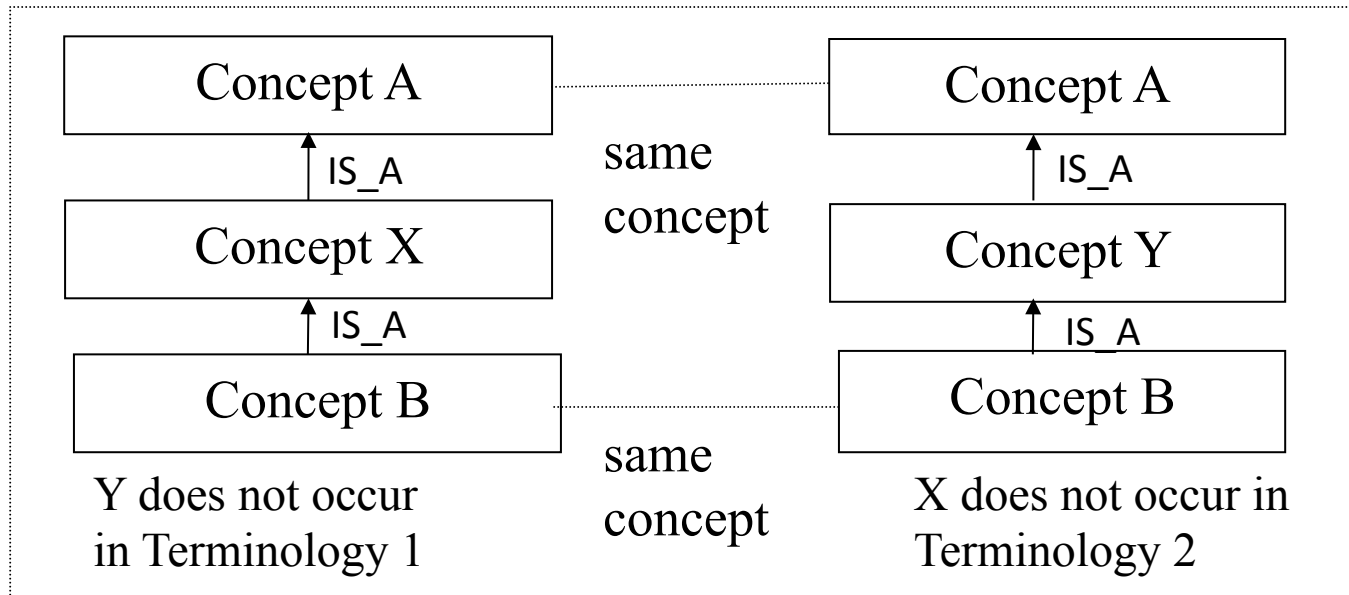 Concept A
IS_A
Concept X
IS_A
Concept B
Y does not occur
in Terminology 1
same
concept
same
concept
Concept A
IS_A
Concept Y
IS_A
Concept B
X does not occur in
Terminology 2